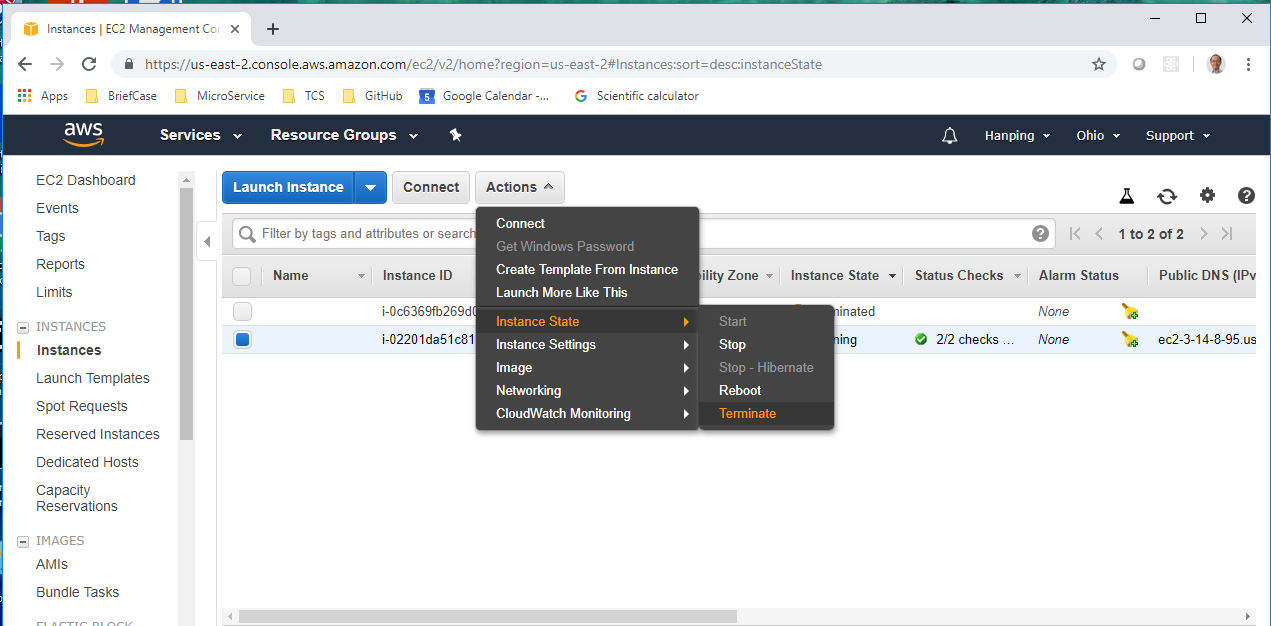 Instances | EC2 Management Con
https://us-east-2.console.aws.amazon.com/ec2/v2/home?region=us-east-2#Instances:sort=desc:instanceState
Apps BriefCase MicroService TCS GitHub 5 Google Calendar -... G Scientific calculator
aws Services Resource Groups Hanping Ohio Support
EC2 Dashboard
Events
Tags
Reports
Limits
INSTANCES
Instances
Launch Templates
Spot Requests
Reserved Instances
Dedicated Hosts
Capacity
Reservations
IMAGES
AMIs
Bundle Tasks
ELASTIC BLOCK
Launch Instance Connect Actions
Filter by tags and attributes or search 1 to 2 of 2
Name Instance ID bility Zone Instance State Status Checks Alarm Status Public DNS (IPv
i-0c6369fb269d0 minated None
i-02201da51c81 ning 2/2 checks ... None ec2-3-14-8-95.us
Connect
Get Windows Password
Create Template From Instance
Launch More Like This
Instance State
Instance Settings
Image
Networking
CloudWatch Monitoring
Start
Stop
Stop - Hibernate
Reboot
Terminate